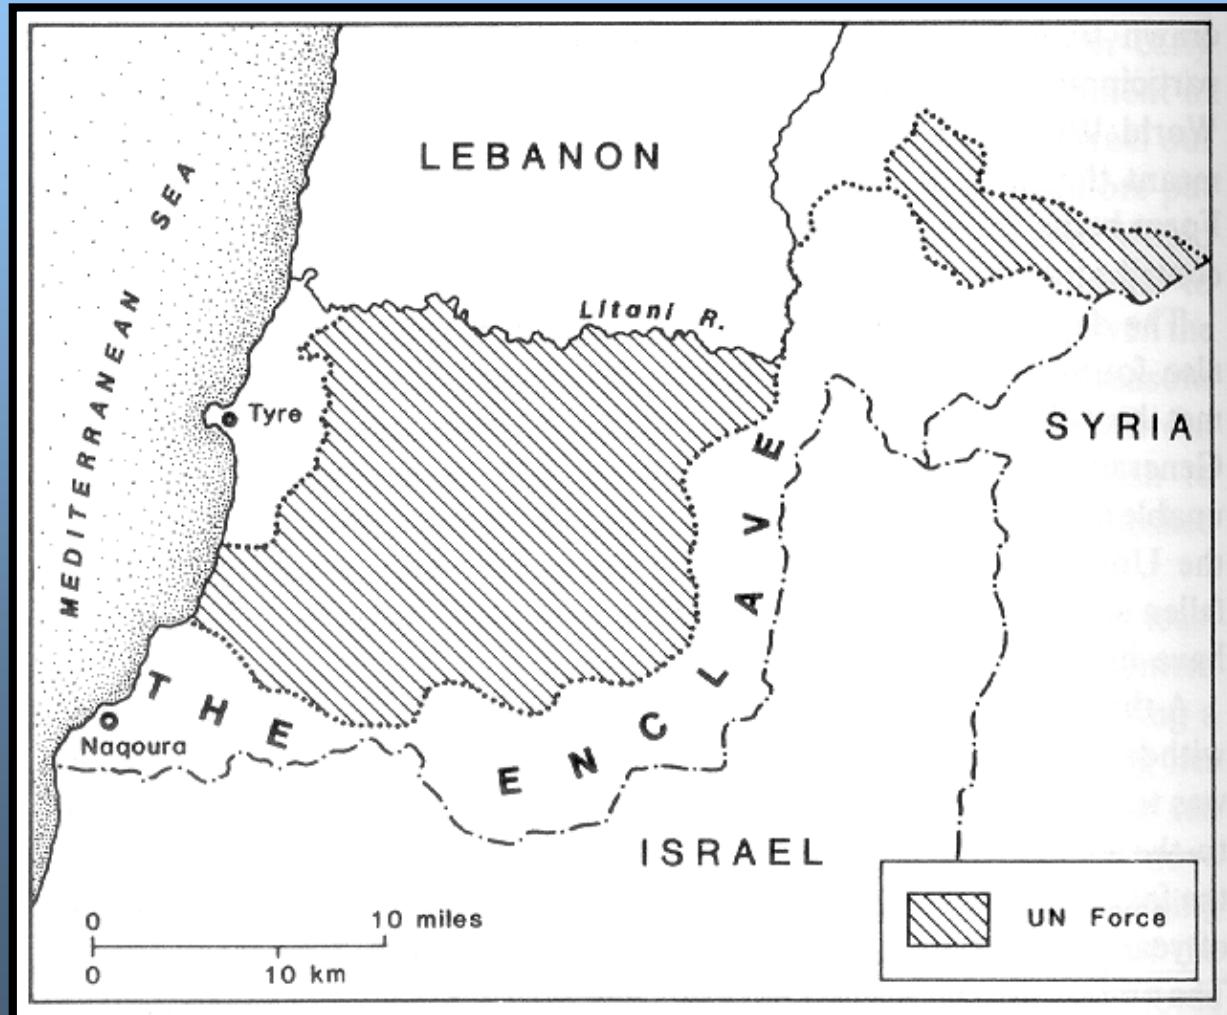 LEBANON
MEDITERRANEAN SEA
Litani R.
Tyre
SYRIA
THE ENCLAVE
Naqoura
ISRAEL
0 10 miles
0 10 km
UN Force